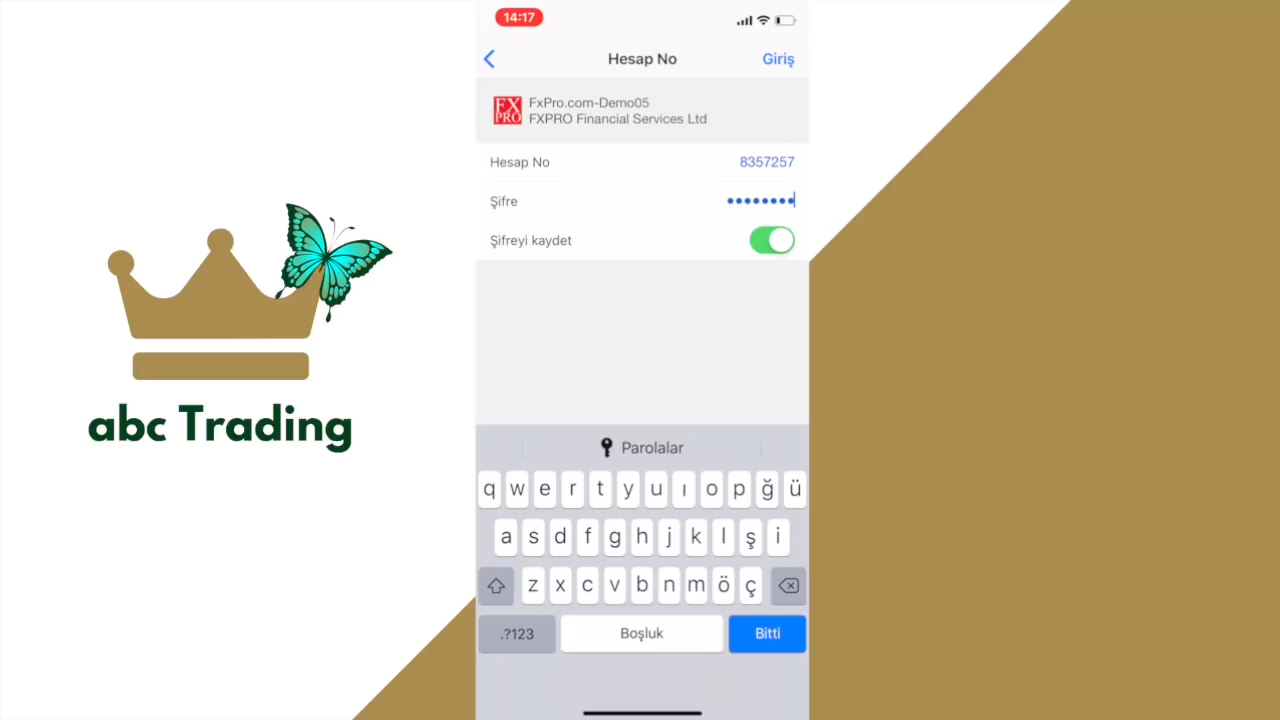 14:17
Hesap No
Giriş
FX
PRO
FxPro.com-Demo05
FXPRO Financial Services Ltd
Hesap No 8357257
Şifre ••••••••
Şifreyi kaydet
abc Trading
Parolalar
q w e r t y u ı o p ğ ü
a s d f g h j k l ş i
z x c v b n m ö ç
.?123 Boşluk Bitti